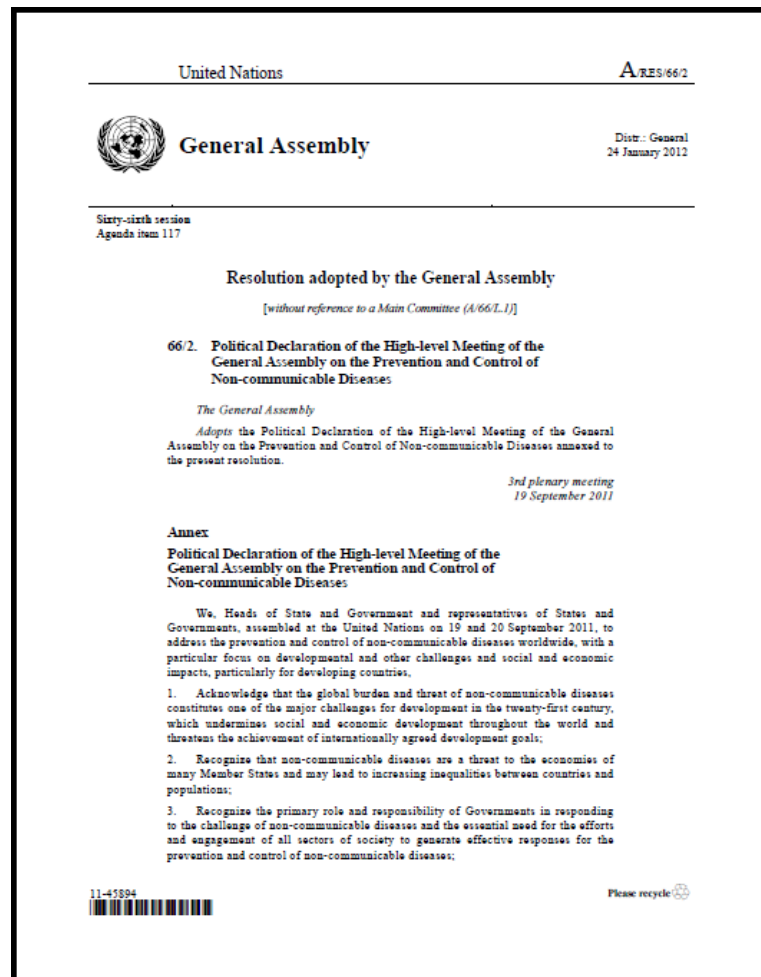 United Nations
A/RES/66/2
General Assembly
Distr.: General
24 January 2012
Sixty-sixth session
Agenda item 117
Resolution adopted by the General Assembly
[without reference to a Main Committee (A/66/L.1)]
66/2. Political Declaration of the High-level Meeting of the
General Assembly on the Prevention and Control of
Non-communicable Diseases
The General Assembly
Adopts the Political Declaration of the High-level Meeting of the General
Assembly on the Prevention and Control of Non-communicable Diseases annexed to
the present resolution.
3rd plenary meeting
19 September 2011
Annex
Political Declaration of the High-level Meeting of the
General Assembly on the Prevention and Control of
Non-communicable Diseases
We, Heads of State and Government and representatives of States and
Governments, assembled at the United Nations on 19 and 20 September 2011, to
address the prevention and control of non-communicable diseases worldwide, with a
particular focus on developmental and other challenges and social and economic
impacts, particularly for developing countries,
1. Acknowledge that the global burden and threat of non-communicable diseases
constitutes one of the major challenges for development in the twenty-first century,
which undermines social and economic development throughout the world and
threatens the achievement of internationally agreed development goals;
2. Recognize that non-communicable diseases are a threat to the economies of
many Member States and may lead to increasing inequalities between countries and
populations;
3. Recognize the primary role and responsibility of Governments in responding
to the challenge of non-communicable diseases and the essential need for the efforts
and engagement of all sectors of society to generate effective responses for the
prevention and control of non-communicable diseases;
11-45894
Please recycle